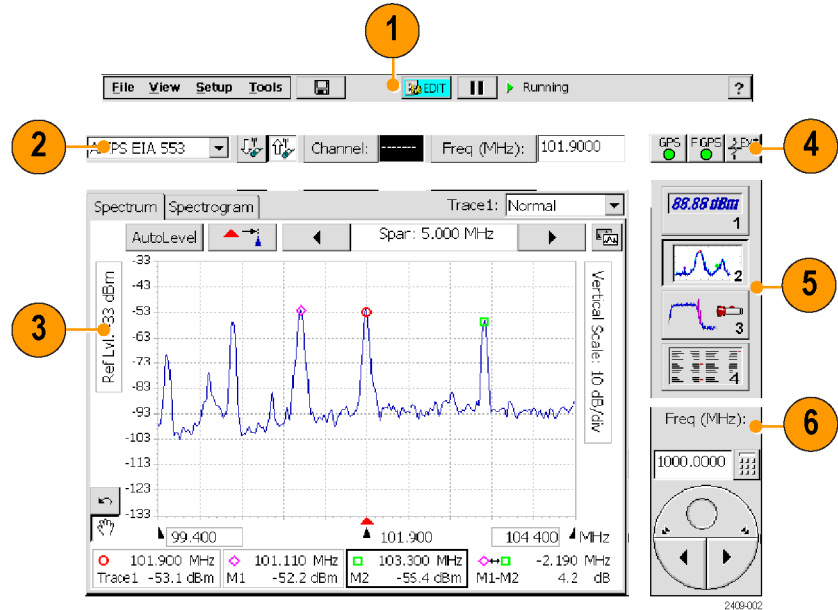 1
File View Setup Tools EDIT Running ?
2
PS EIA 553 Channel: ------- Freq (MHz): 101.9000 GPS F GPS Ext 4
Spectrum Spectrogram Trace1: Normal
88.88 dBm
1
AutoLevel Span: 5.000 MHz
2
5
3
Ref Lvl: -33 dBm
-33
-43
-53
-63
-73
-83
-93
-103
-113
-123
-133
Vertical Scale: 10 dB/div
3
4
Freq (MHz): 6
1000.0000
99.400 101.900 104 400 MHz
101.900 MHz 101.110 MHz 103.300 MHz -2.190 MHz
Trace1 -53.1 dBm M1 -52.2 dBm M2 -55.4 dBm M1-M2 4.2 dB
2409-002